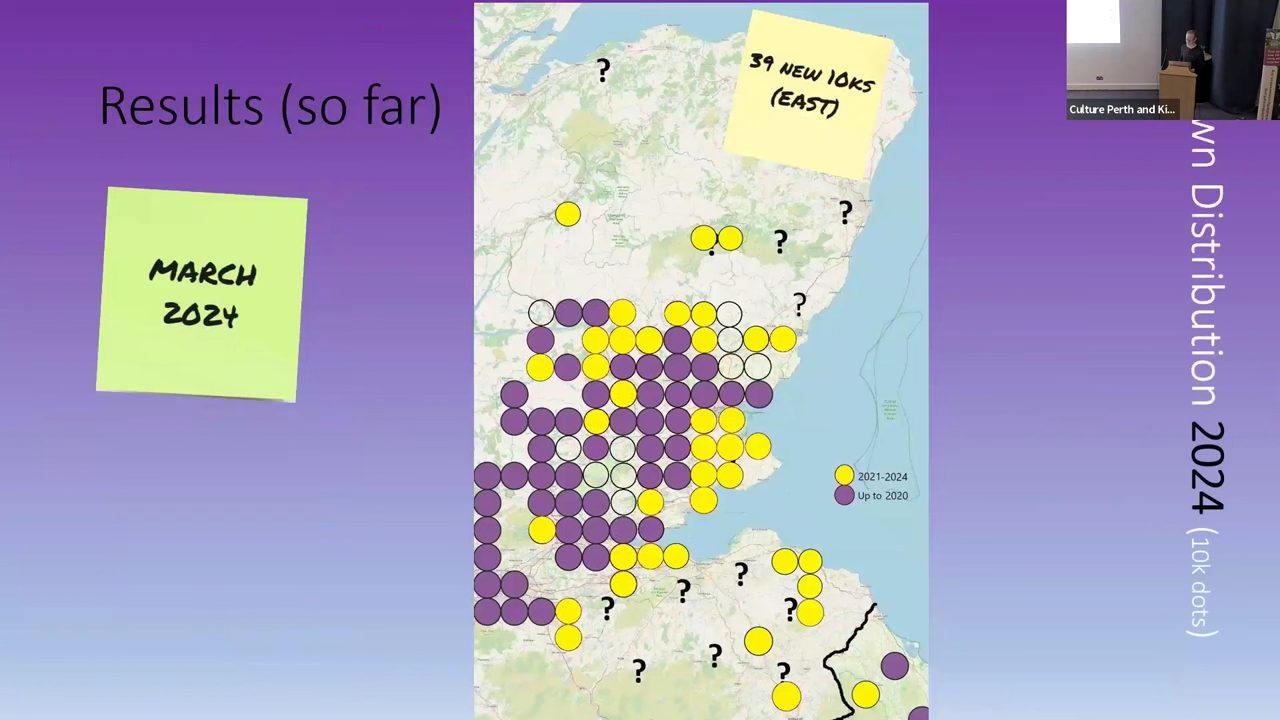 Results (so far)
MARCH
2024
39 NEW 10KS
(EAST)
?
?
?
?
2021-2024
Up to 2020
?
?
?
?
?
?
?
Culture Perth and Ki...
Distribution 2024 (10k dots)